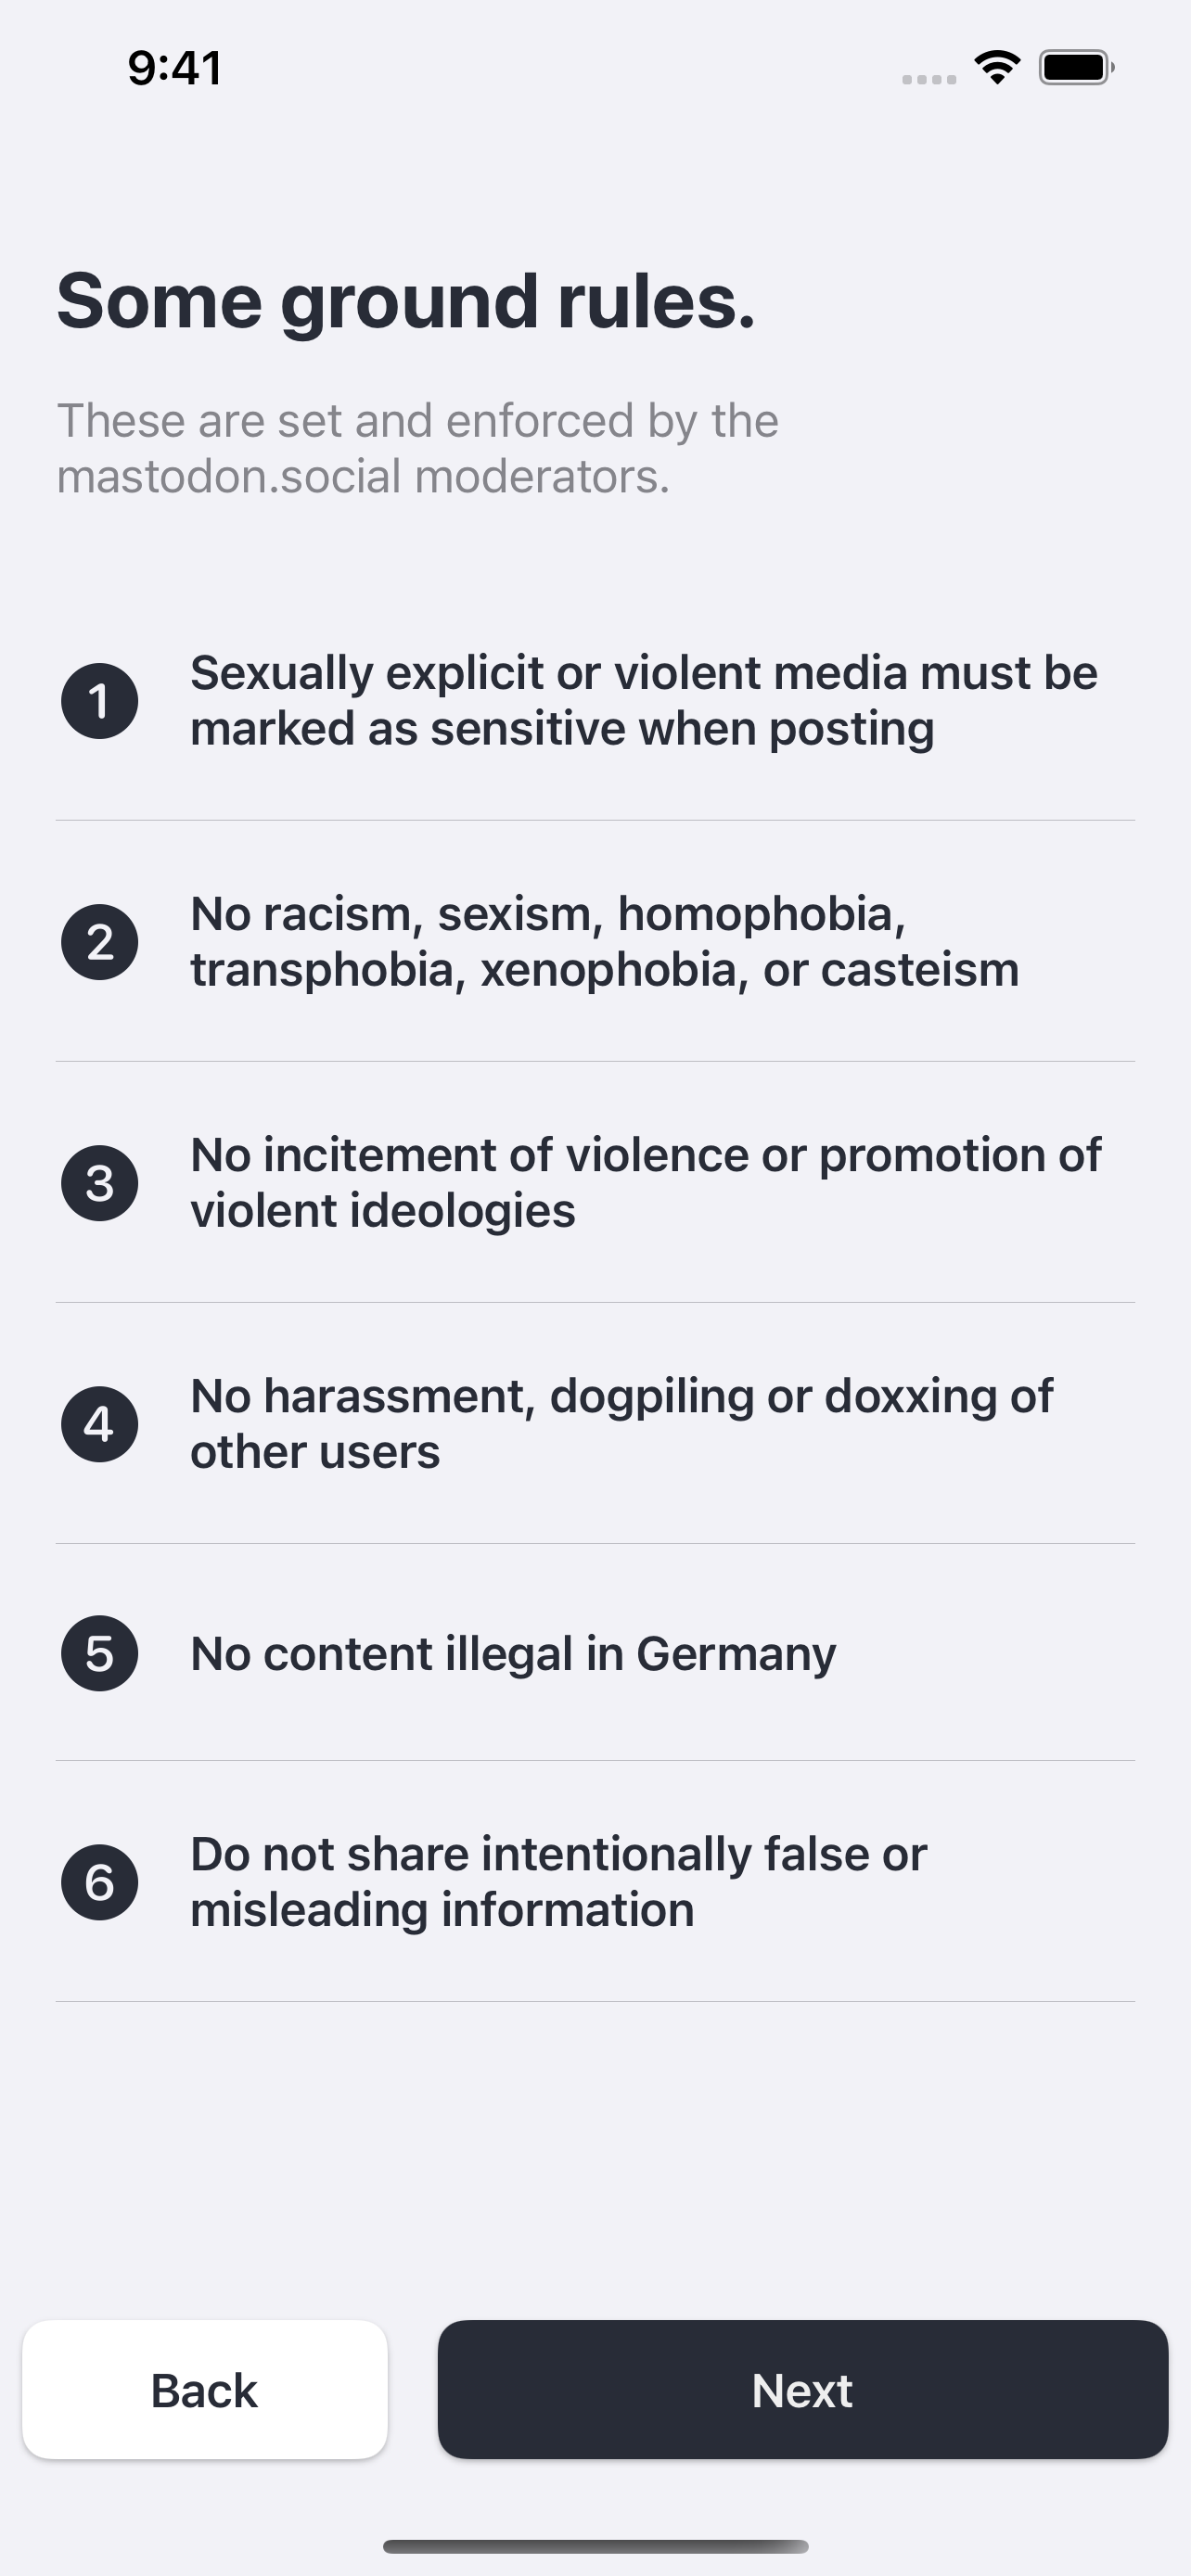 9:41
Some ground rules.
These are set and enforced by the
mastodon.social moderators.
1
Sexually explicit or violent media must be
marked as sensitive when posting
2
No racism, sexism, homophobia,
transphobia, xenophobia, or casteism
3
No incitement of violence or promotion of
violent ideologies
4
No harassment, dogpiling or doxxing of
other users
5
No content illegal in Germany
6
Do not share intentionally false or
misleading information
Back
Next